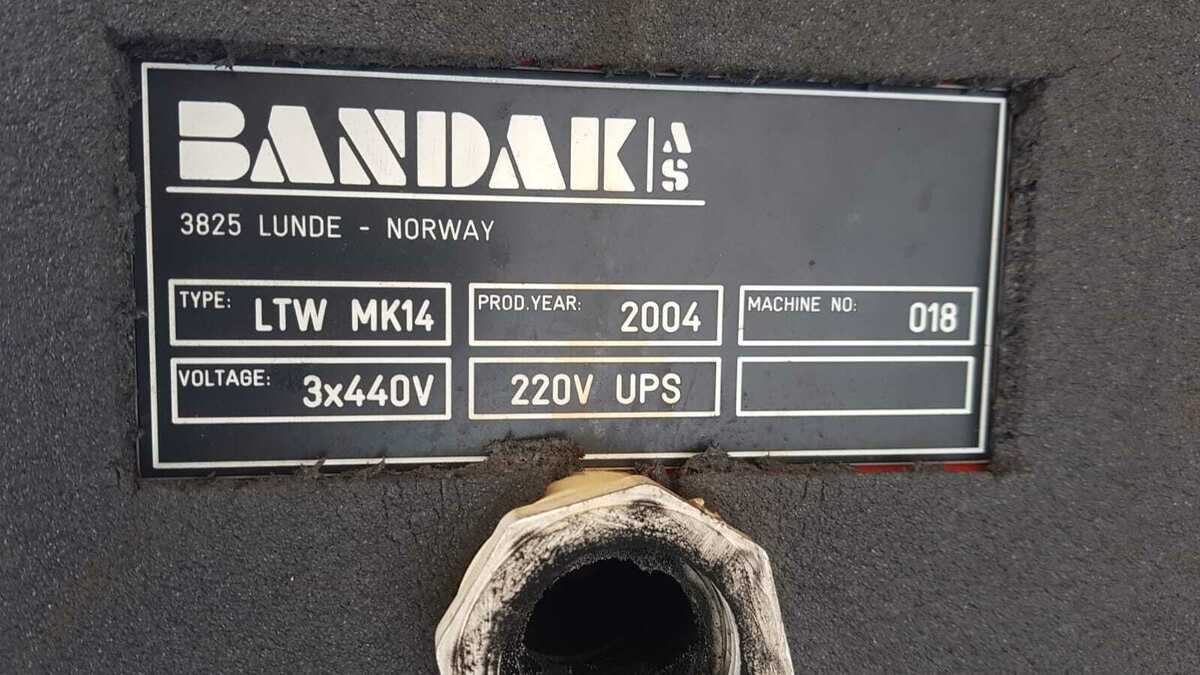 BANDAK AS
3825 LUNDE - NORWAY
TYPE: LTW MK14 PROD.YEAR: 2004 MACHINE NO: 018
VOLTAGE: 3x440V 220V UPS